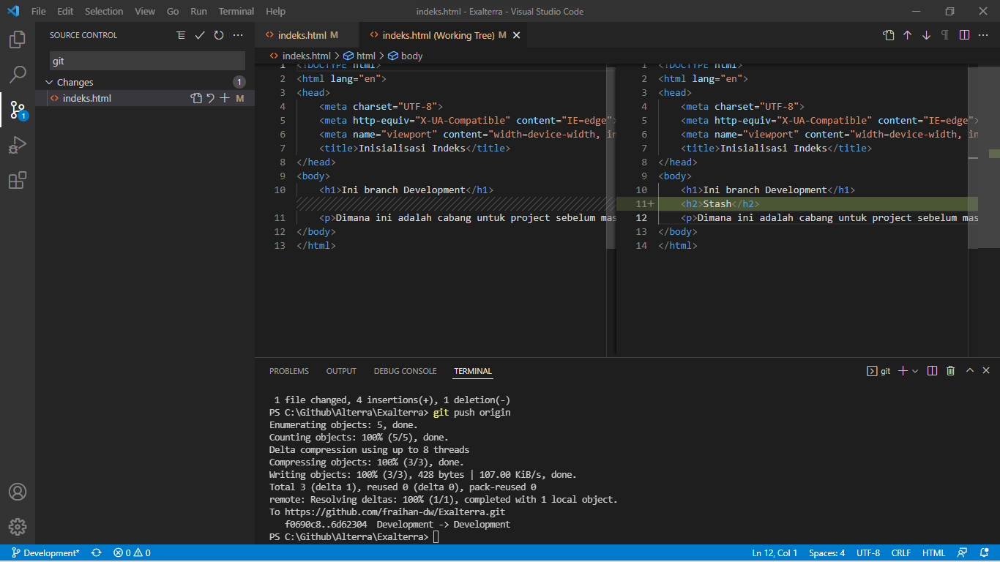 File Edit Selection View Go Run Terminal Help indeks.html - Exalterra - Visual Studio Code
SOURCE CONTROL
git
Changes 1
indeks.html M
1
indeks.html M
indeks.html (Working Tree) M
indeks.html > html > body
1 <!DOCTYPE html>
2 <html lang="en">
3 <head>
4 <meta charset="UTF-8">
5 <meta http-equiv="X-UA-Compatible" content="IE=edge">
6 <meta name="viewport" content="width=device-width, in
7 <title>Inisialisasi Indeks</title>
8 </head>
9 <body>
10 <h1>Ini branch Development</h1>
11 <p>Dimana ini adalah cabang untuk project sebelum mas
12 </body>
13 </html>
1 <!DOCTYPE html>
2 <html lang="en">
3 <head>
4 <meta charset="UTF-8">
5 <meta http-equiv="X-UA-Compatible" content="IE=edge">
6 <meta name="viewport" content="width=device-width, in
7 <title>Inisialisasi Indeks</title>
8 </head>
9 <body>
10 <h1>Ini branch Development</h1>
11+ <h2>Stash</h2>
12 <p>Dimana ini adalah cabang untuk project sebelum mas
13 </body>
14 </html>
PROBLEMS OUTPUT DEBUG CONSOLE TERMINAL git
1 file changed, 4 insertions(+), 1 deletion(-)
PS C:\Github\Alterra\Exalterra> git push origin
Enumerating objects: 5, done.
Counting objects: 100% (5/5), done.
Delta compression using up to 8 threads
Compressing objects: 100% (3/3), done.
Writing objects: 100% (3/3), 428 bytes | 107.00 KiB/s, done.
Total 3 (delta 1), reused 0 (delta 0), pack-reused 0
remote: Resolving deltas: 100% (1/1), completed with 1 local object.
To https://github.com/fraihan-dw/Exalterra.git
f0690c8..6d62304 Development -> Development
PS C:\Github\Alterra\Exalterra>
Development* 0 0 Ln 12, Col 1 Spaces: 4 UTF-8 CRLF HTML